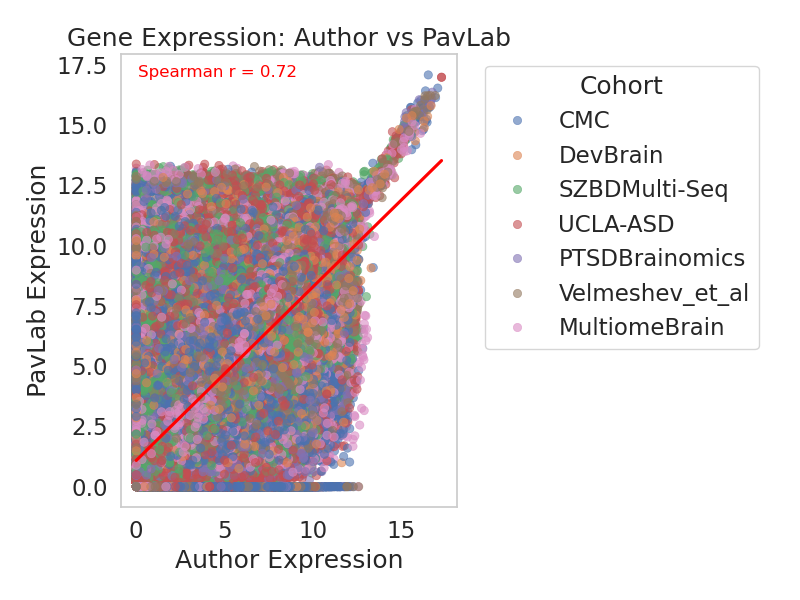 Gene Expression: Author vs PavLab
Spearman r = 0.72
17.5
15.0
12.5
10.0
7.5
5.0
2.5
0.0
PavLab Expression
0 5 10 15
Author Expression
Cohort
CMC
DevBrain
SZBDMulti-Seq
UCLA-ASD
PTSDBrainomics
Velmeshev_et_al
MultiomeBrain